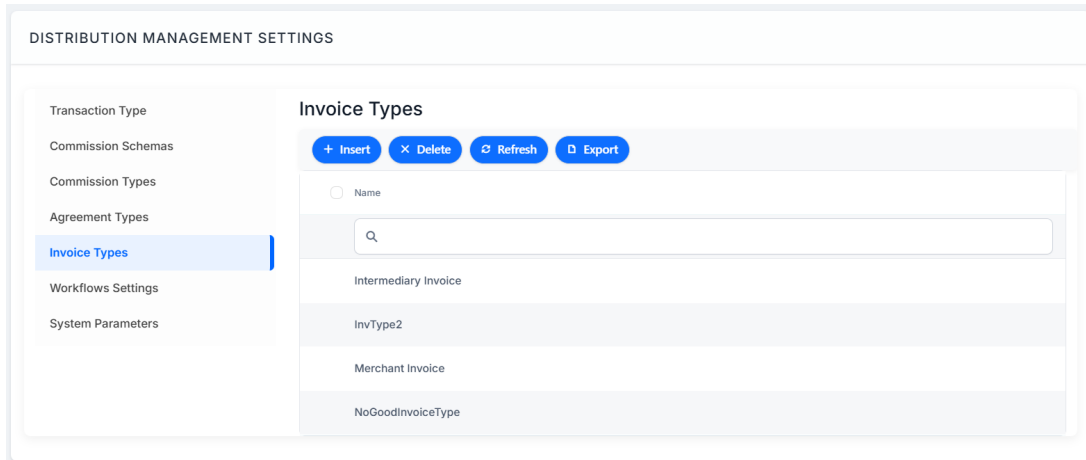 DISTRIBUTION MANAGEMENT SETTINGS
Transaction Type
Commission Schemas
Commission Types
Agreement Types
Invoice Types
Workflows Settings
System Parameters
Invoice Types
Insert Delete Refresh Export
Name
Intermediary Invoice
InvType2
Merchant Invoice
NoGoodInvoiceType